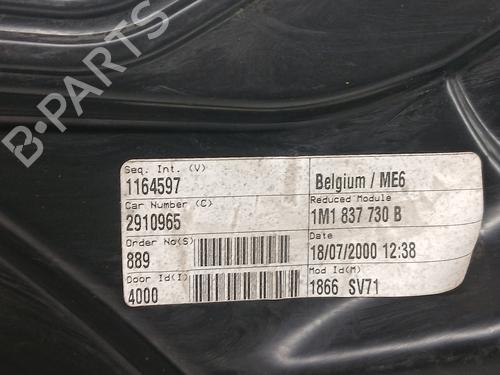 B-PARTS
Seq. Int. (V)
1164597
Car Number (C)
2910965
Order No(S)
889
Door Id(I)
4000
Belgium / ME6
Reduced Module
1M1 837 730 B
Date
18/07/2000 12:38
Mod Id(M)
1866 SV71